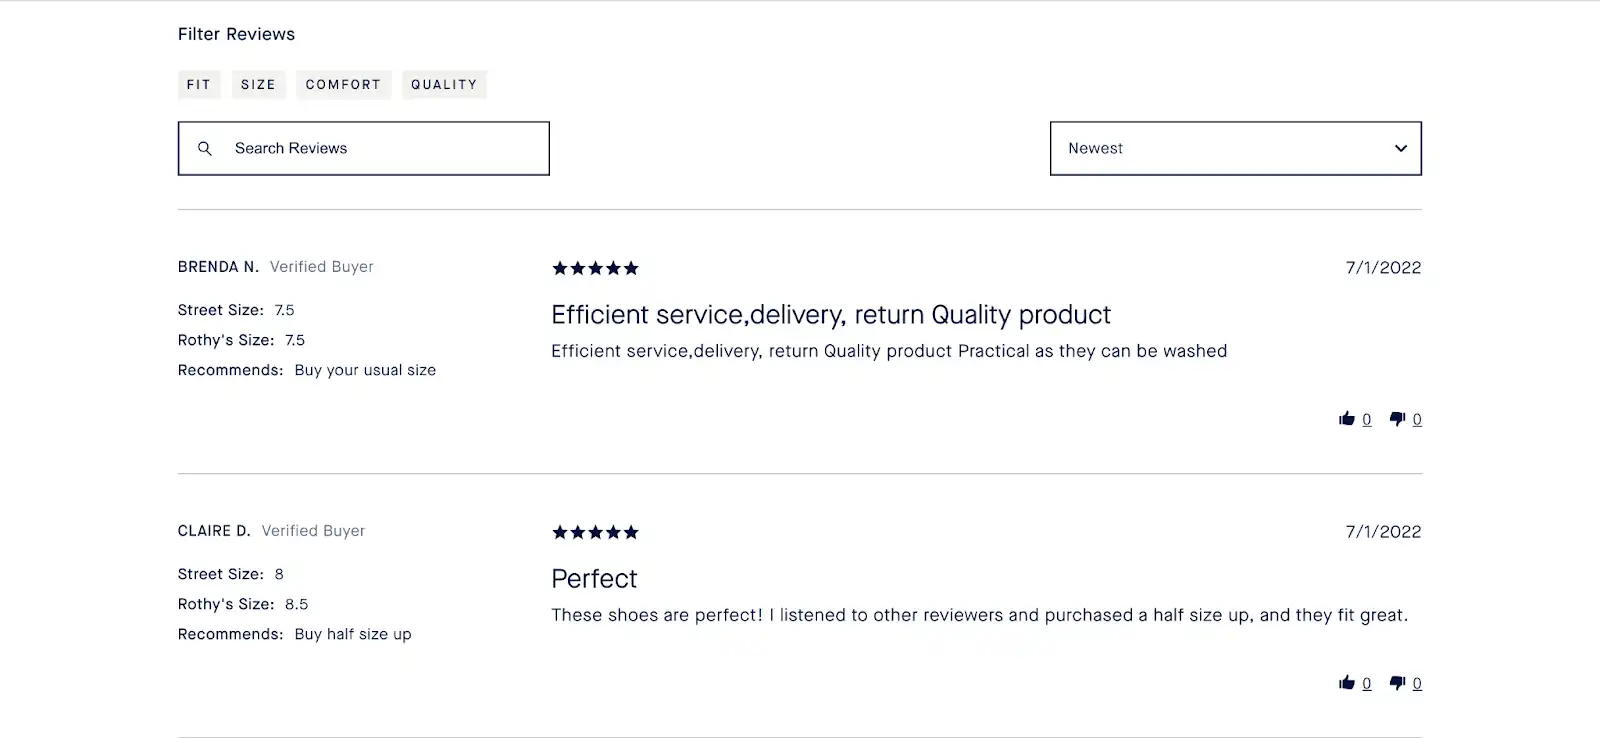 Filter Reviews
FIT SIZE COMFORT QUALITY
Search Reviews
Newest
BRENDA N. Verified Buyer
7/1/2022
Street Size: 7.5
Rothy's Size: 7.5
Recommends: Buy your usual size
Efficient service,delivery, return Quality product
Efficient service,delivery, return Quality product Practical as they can be washed
0 0
CLAIRE D. Verified Buyer
7/1/2022
Street Size: 8
Rothy's Size: 8.5
Recommends: Buy half size up
Perfect
These shoes are perfect! I listened to other reviewers and purchased a half size up, and they fit great.
0 0